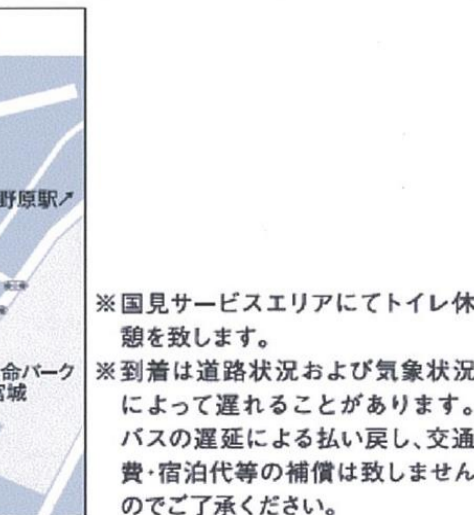 野原駅↗
命パーク
宮城
※国見サービスエリアにてトイレ休
憩を致します。
※到着は道路状況および気象状況
によって遅れることがあります。
バスの遅延による払い戻し、交通
費・宿泊代等の補償は致しません
のでご了承ください。